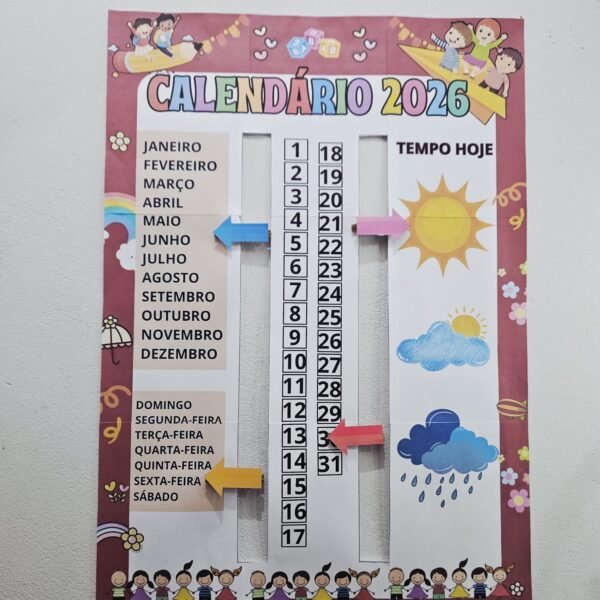 CALENDÁRIO 2026
JANEIRO
FEVEREIRO
MARÇO
ABRIL
MAIO
JUNHO
JULHO
AGOSTO
SETEMBRO
OUTUBRO
NOVEMBRO
DEZEMBRO
DOMINGO
SEGUNDA-FEIRA
TERÇA-FEIRA
QUARTA-FEIRA
QUINTA-FEIRA
SEXTA-FEIRA
SÁBADO
1
2
3
4
5
6
7
8
9
10
11
12
13
14
15
16
17
18
19
20
21
22
23
24
25
26
27
28
29
31
TEMPO HOJE